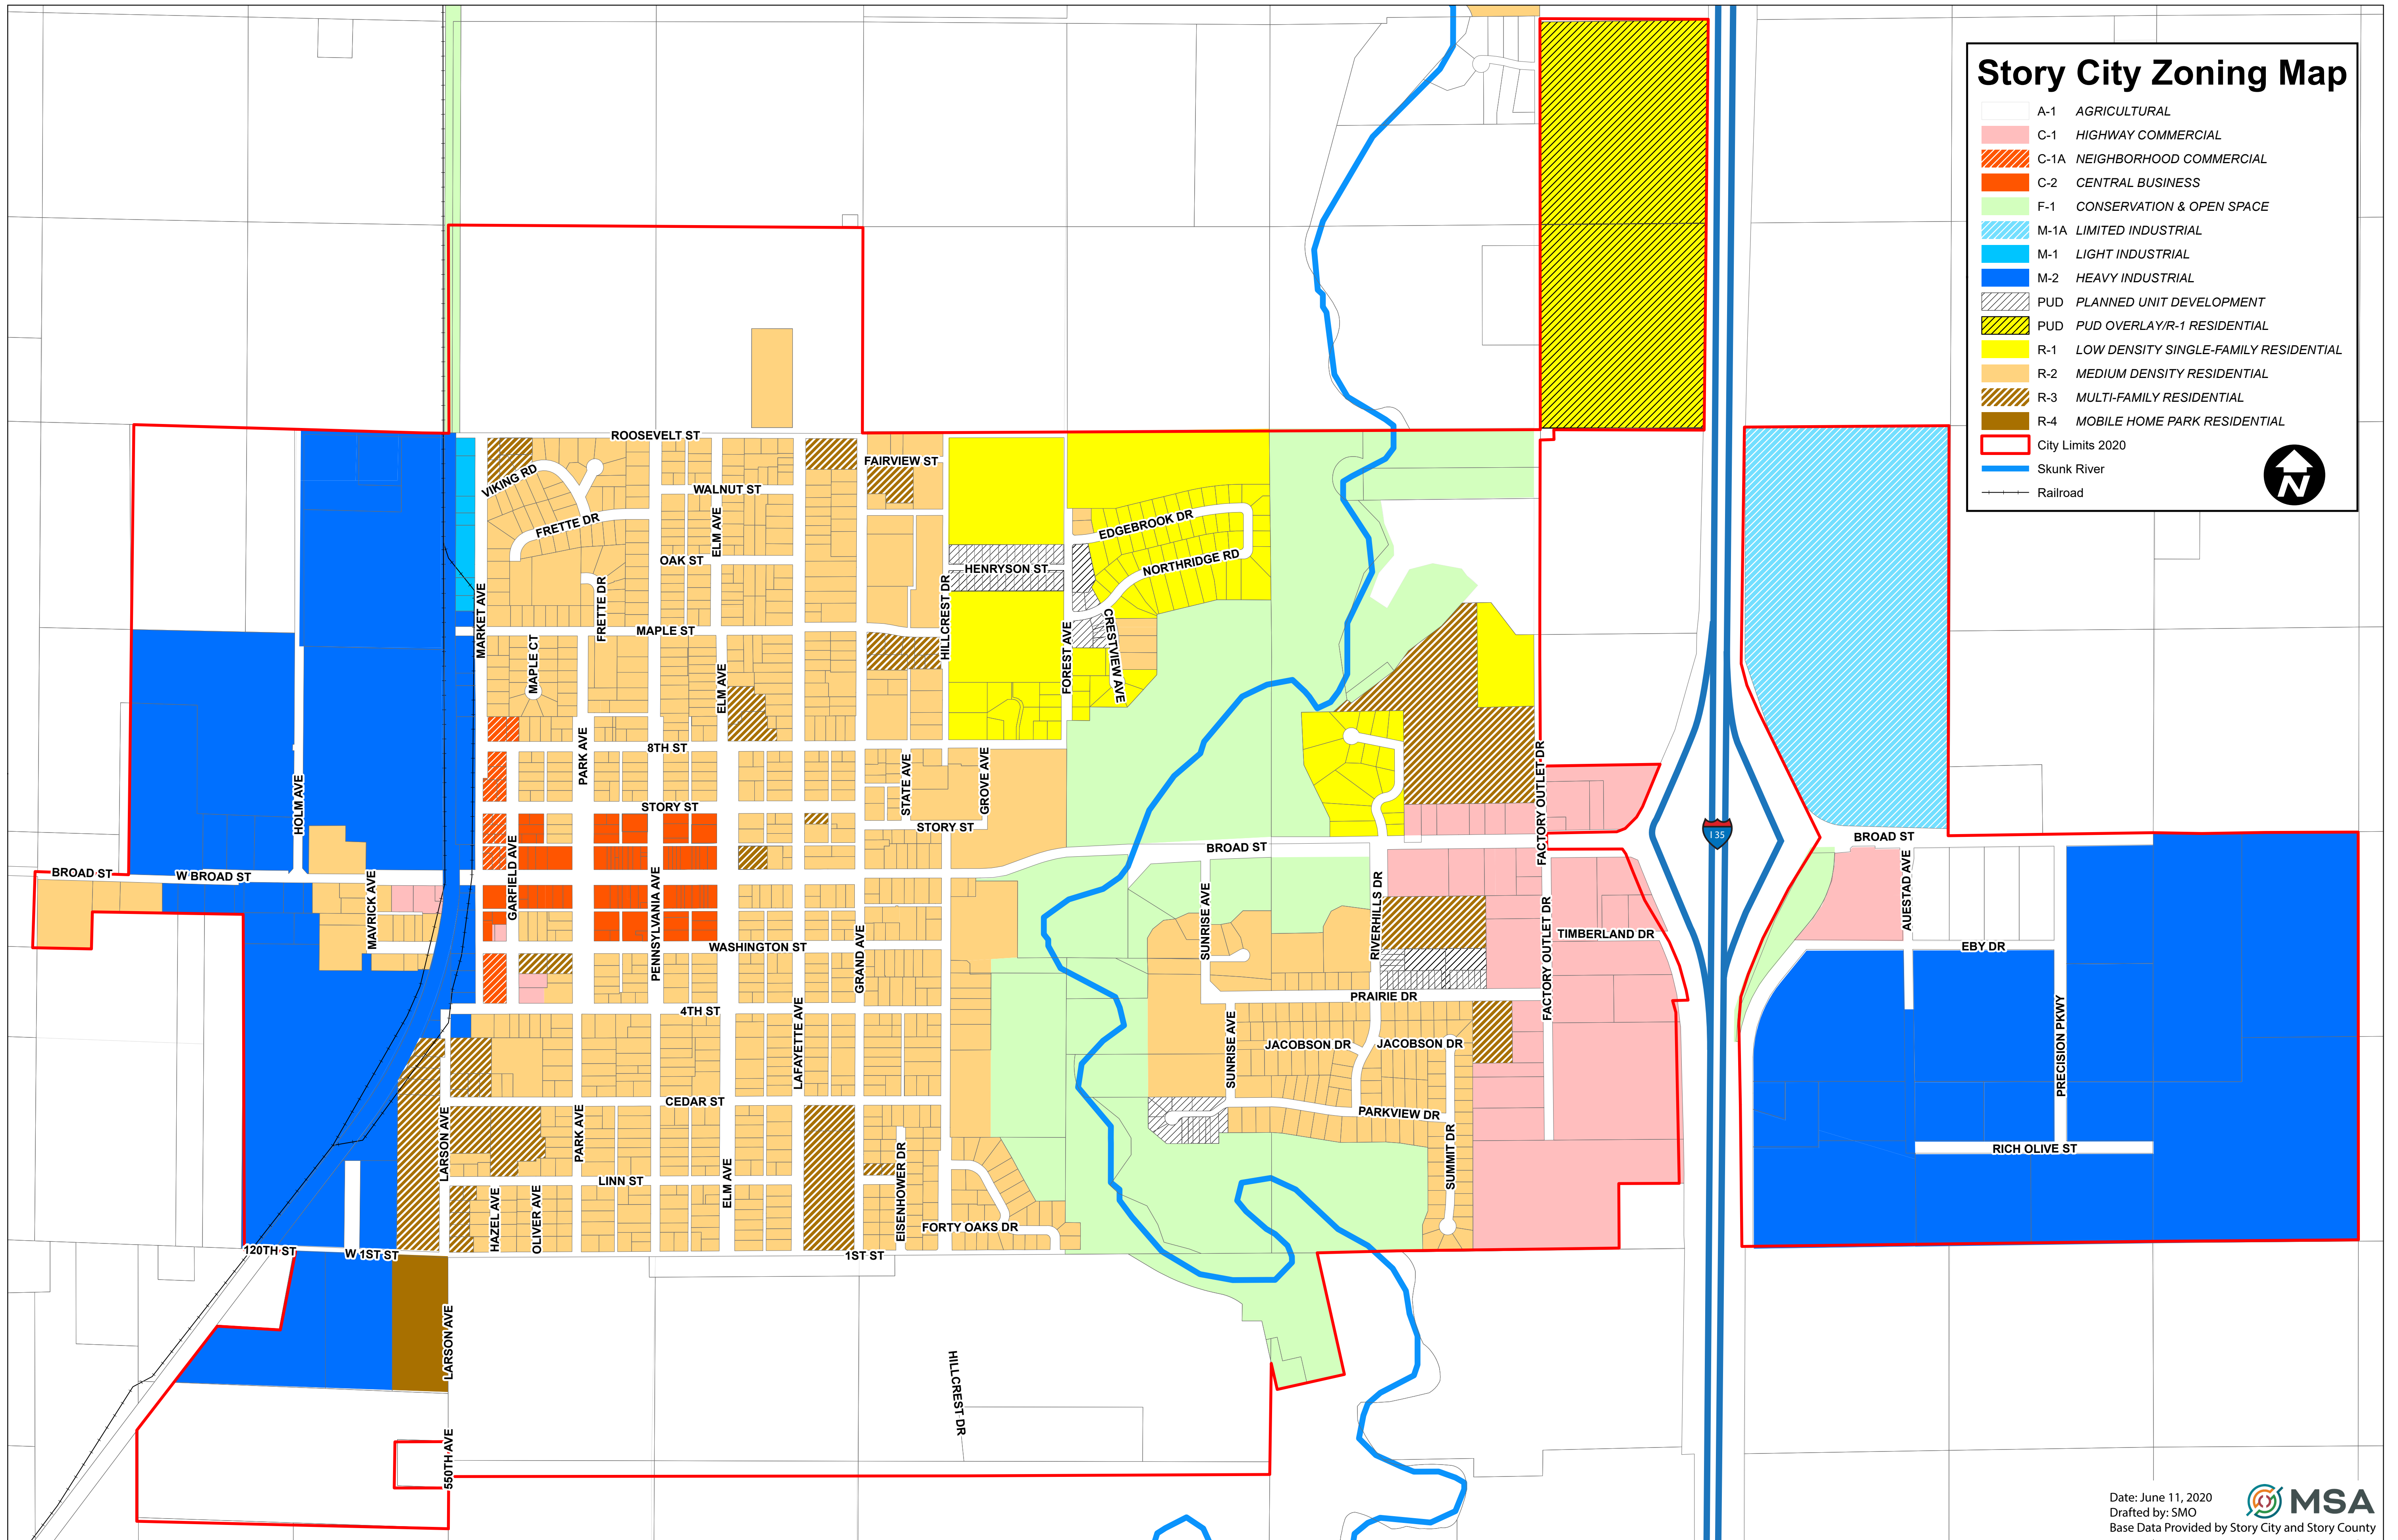 Story City Zoning Map
A-1 AGRICULTURAL
C-1 HIGHWAY COMMERCIAL
C-1A NEIGHBORHOOD COMMERCIAL
C-2 CENTRAL BUSINESS
F-1 CONSERVATION & OPEN SPACE
M-1A LIMITED INDUSTRIAL
M-1 LIGHT INDUSTRIAL
M-2 HEAVY INDUSTRIAL
PUD PLANNED UNIT DEVELOPMENT
PUD PUD OVERLAY/R-1 RESIDENTIAL
R-1 LOW DENSITY SINGLE-FAMILY RESIDENTIAL
R-2 MEDIUM DENSITY RESIDENTIAL
R-3 MULTI-FAMILY RESIDENTIAL
R-4 MOBILE HOME PARK RESIDENTIAL
City Limits 2020
Skunk River
Railroad
N
ROOSEVELT ST
FAIRVIEW ST
VIKING RD
WALNUT ST
FRETTE DR
ELM AVE
EDGEBROOK DR
OAK ST
HENRYSON ST
NORTHRIDGE RD
MARKET AVE
FRETTE DR
HILLCREST DR
MAPLE ST
MAPLE CT
ELM AVE
FOREST AVE
CRESTVIEW AVE
8TH ST
PARK AVE
STATE AVE
GROVE AVE
FACTORY OUTLET DR
HOLM AVE
STORY ST
STORY ST
I 35
BROAD ST
BROAD ST
GARFIELD AVE
BROAD ST
W BROAD ST
MAVRICK AVE
PENNSYLVANIA AVE
SUNRISE AVE
RIVERHILLS DR
AUESTAD AVE
WASHINGTON ST
GRAND AVE
TIMBERLAND DR
EBY DR
FACTORY OUTLET DR
PRAIRIE DR
4TH ST
LAFAYETTE AVE
SUNRISE AVE
JACOBSON DR
JACOBSON DR
PRECISION PKWY
CEDAR ST
PARKVIEW DR
LARSON AVE
PARK AVE
SUMMIT DR
EISENHOWER DR
RICH OLIVE ST
LINN ST
ELM AVE
HAZEL AVE
OLIVER AVE
FORTY OAKS DR
120TH ST
W 1ST ST
1ST ST
LARSON AVE
HILLCREST DR
550TH AVE
Date: June 11, 2020
Drafted by: SMO
MSA
Base Data Provided by Story City and Story County